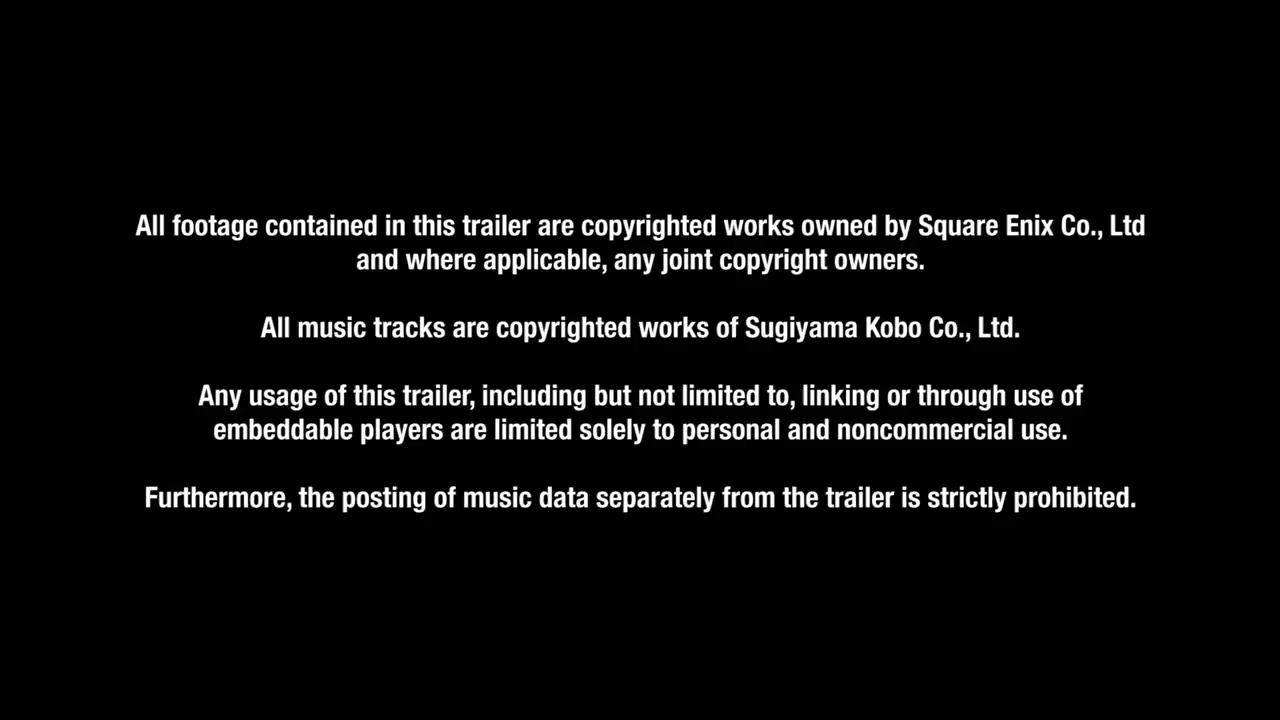 All footage contained in this trailer are copyrighted works owned by Square Enix Co., Ltd
and where applicable, any joint copyright owners.
All music tracks are copyrighted works of Sugiyama Kobo Co., Ltd.
Any usage of this trailer, including but not limited to, linking or through use of
embeddable players are limited solely to personal and noncommercial use.
Furthermore, the posting of music data separately from the trailer is strictly prohibited.